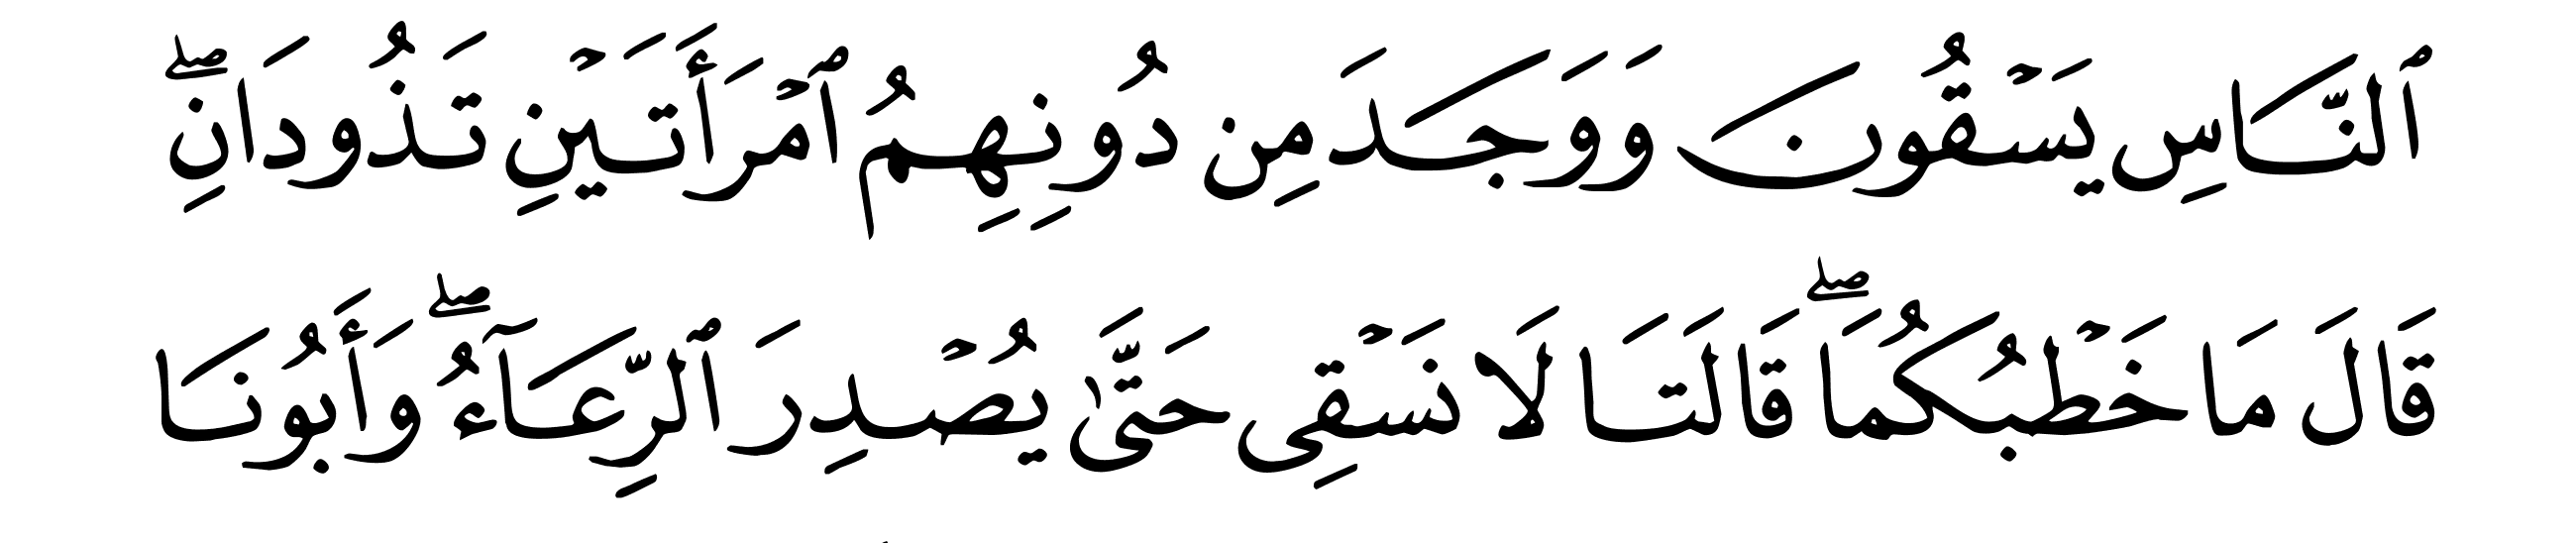 ٱلنَّاسِ يَسْقُونَ وَوَجَدَ مِن دُونِهِمُ ٱمْرَأَتَيْنِ تَذُودَانِۖ
قَالَ مَا خَطْبُكُمَاۖ قَالَتَا لَا نَسْقِى حَتَّىٰ يُصْدِرَ ٱلرِّعَآءُۖ وَأَبُونَا